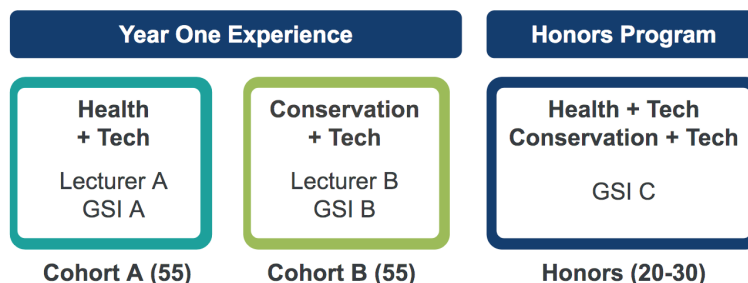 Year One Experience
Honors Program
Health
+ Tech
Lecturer A
GSI A
Conservation
+ Tech
Lecturer B
GSI B
Health + Tech
Conservation + Tech
GSI C
Cohort A (55)
Cohort B (55)
Honors (20-30)